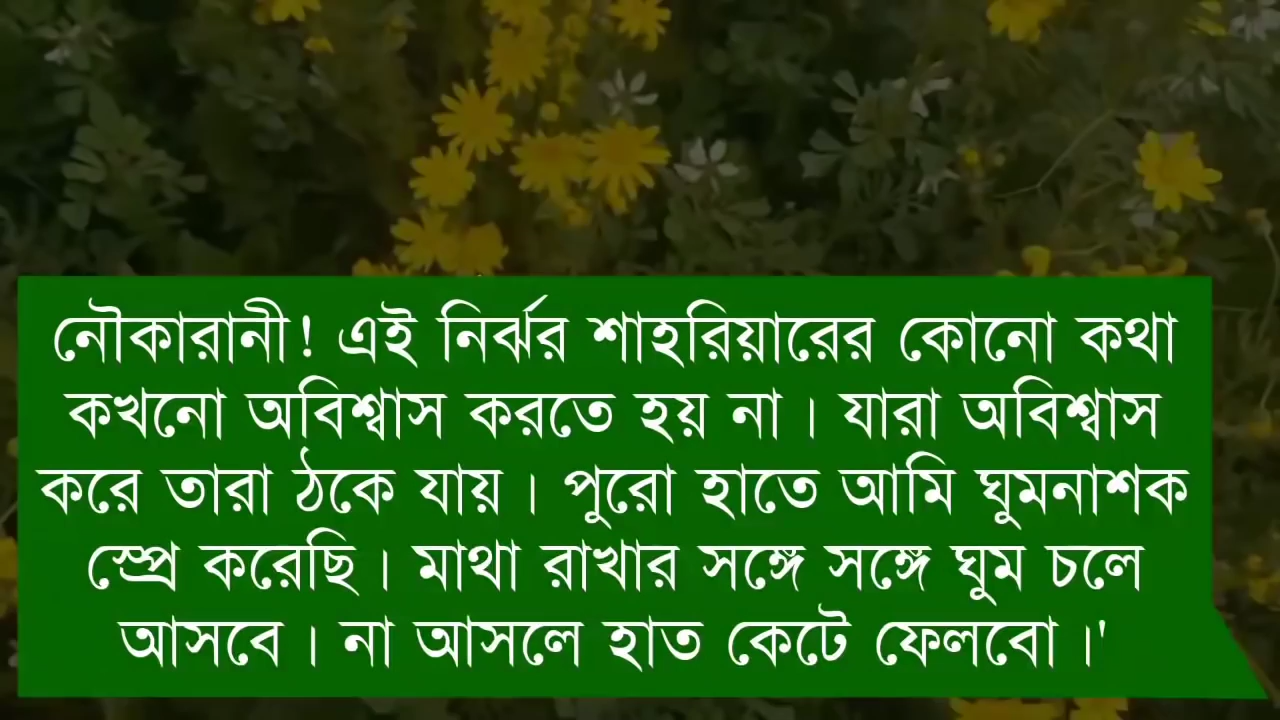 নৌকারানী! এই নির্ঝর শাহরিয়ারের কোনো কথা
কখনো অবিশ্বাস করতে হয় না। যারা অবিশ্বাস
করে তারা ঠকে যায়। পুরো হাতে আমি ঘুমনাশক
স্প্রে করেছি। মাথা রাখার সঙ্গে সঙ্গে ঘুম চলে
আসবে। না আসলে হাত কেটে ফেলবো।'